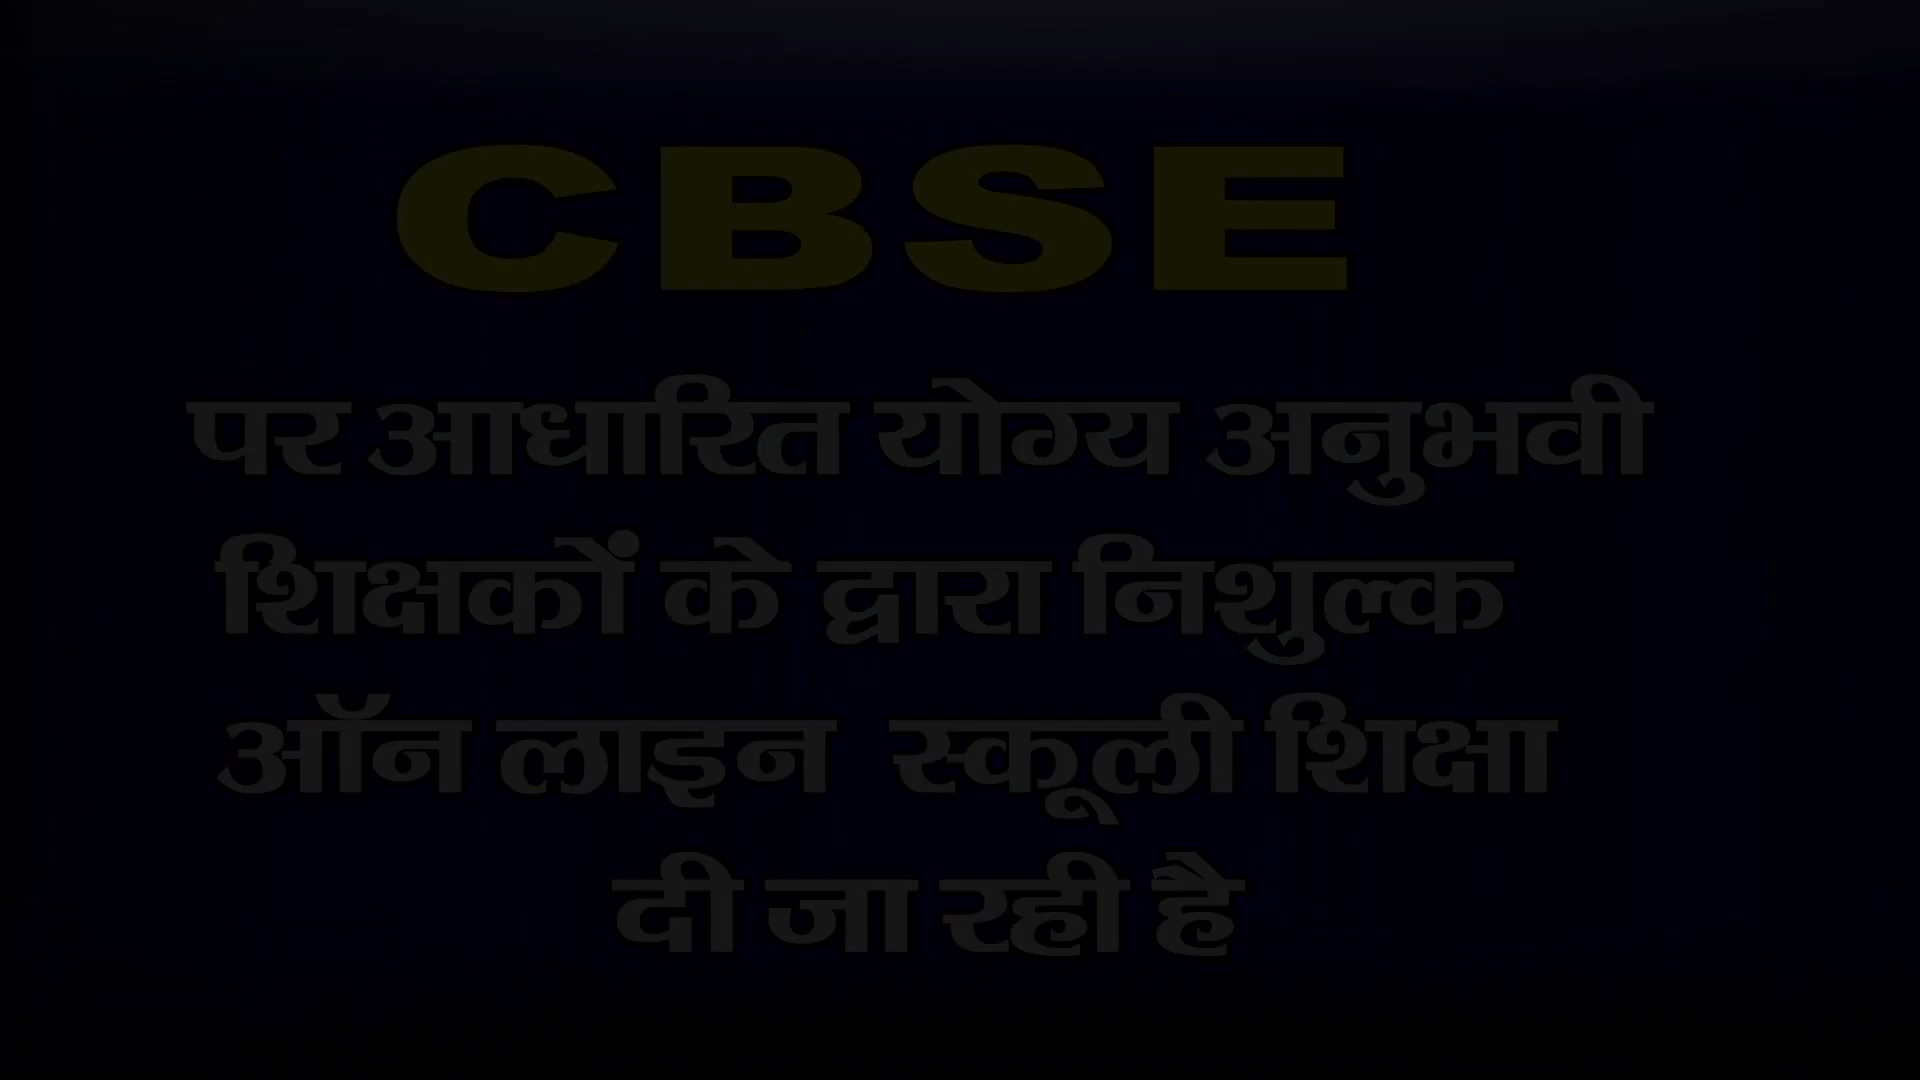 CBSE
पर आधारित योग्य अनुभवी
शिक्षकों के द्वारा निशुल्क
ऑन लाइन स्कूली शिक्षा
दी जा रही है